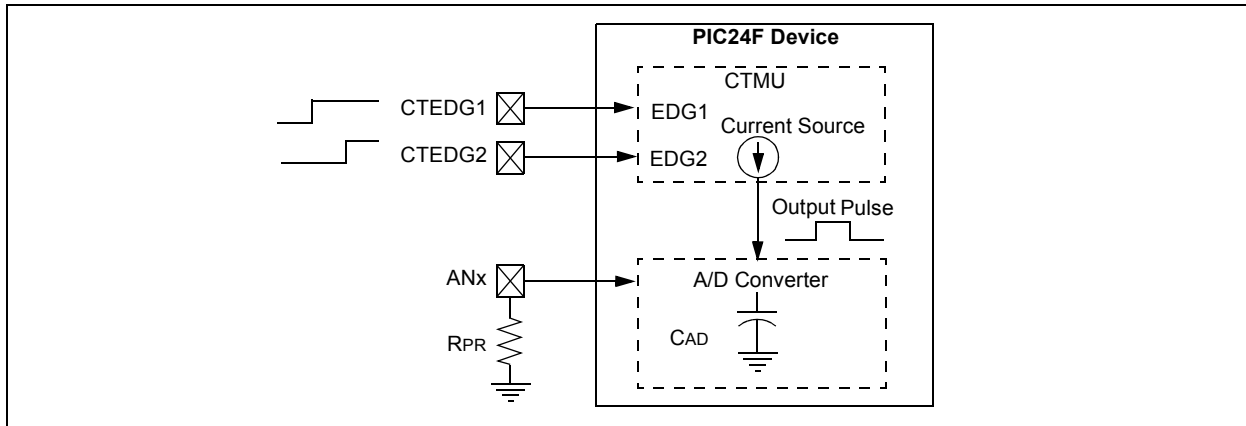 PIC24F Device
CTMU
CTEDG1
EDG1
Current Source
CTEDG2
EDG2
Output Pulse
ANx
A/D Converter
RPR
CAD